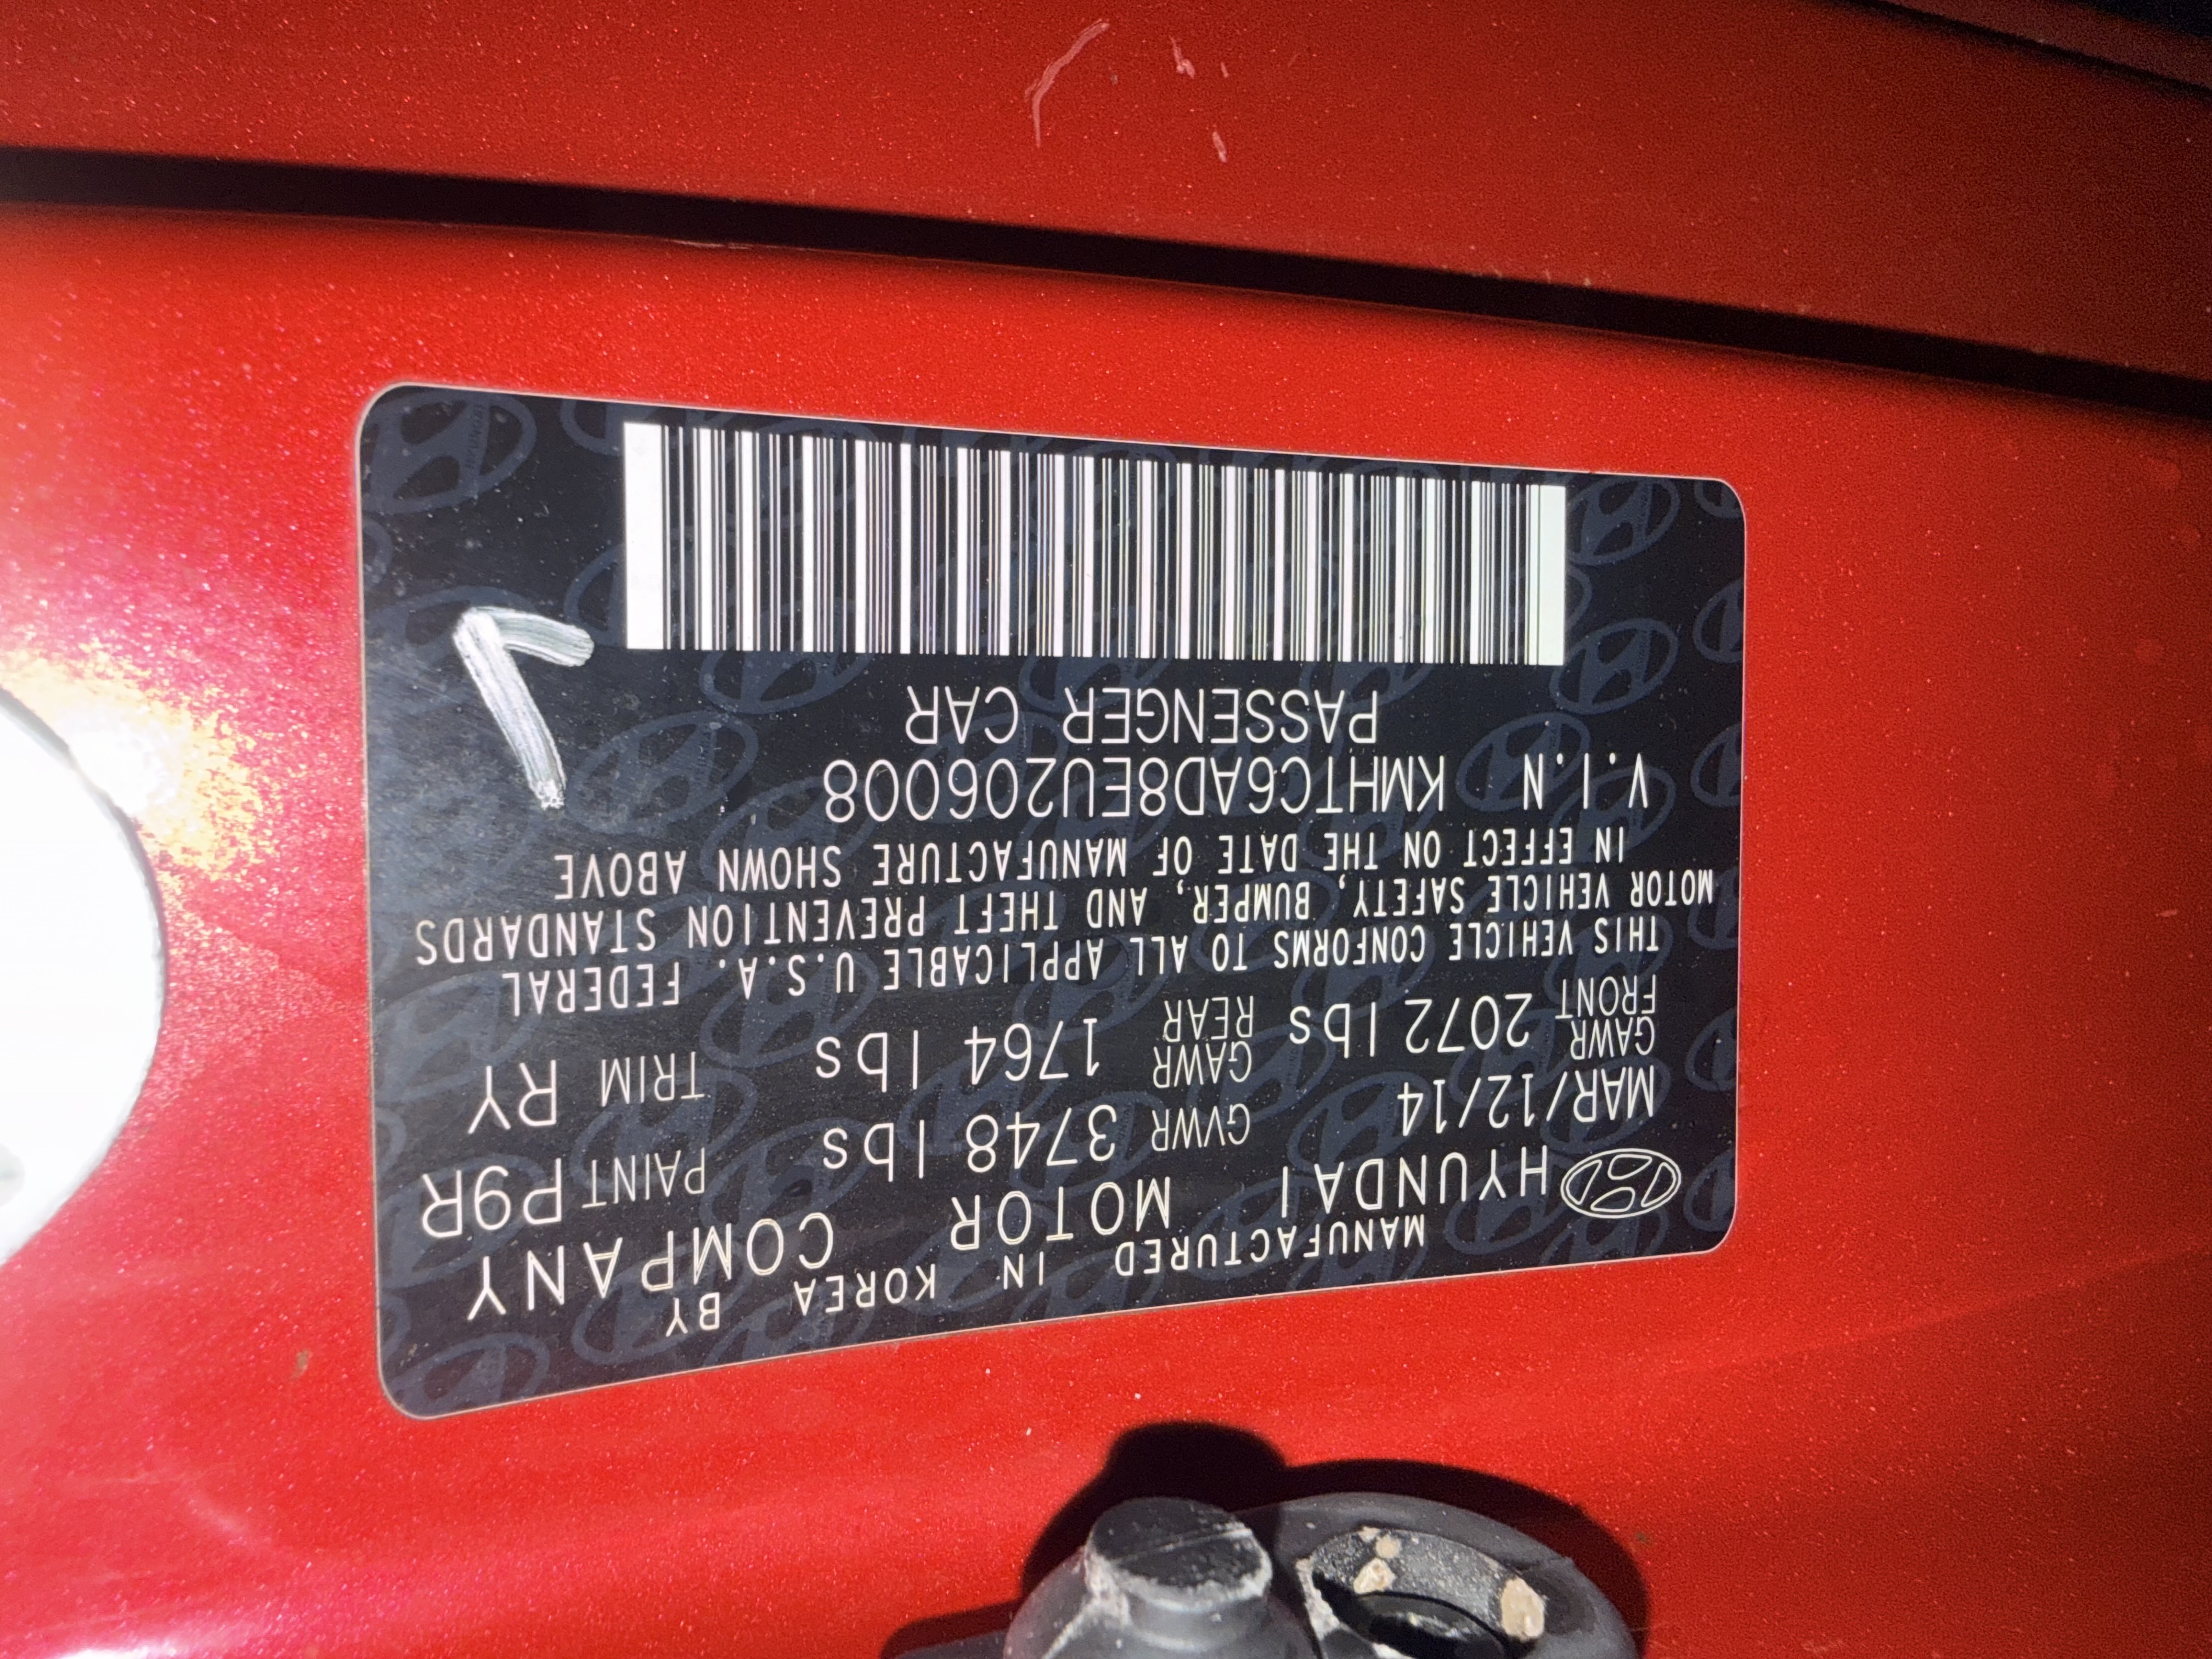 MANUFACTURED IN KOREA BY
HYUNDAI MOTOR COMPANY
MAR/12/14 GVWR 3748 lbs PAINT P9R
GAWR FRONT 2072 lbs GAWR REAR 1764 lbs TRIM RY
THIS VEHICLE CONFORMS TO ALL APPLICABLE U.S.A. FEDERAL
MOTOR VEHICLE SAFETY, BUMPER, AND THEFT PREVENTION STANDARDS
IN EFFECT ON THE DATE OF MANUFACTURE SHOWN ABOVE
V.I.N KMHTC6AD8EU206008
PASSENGER CAR